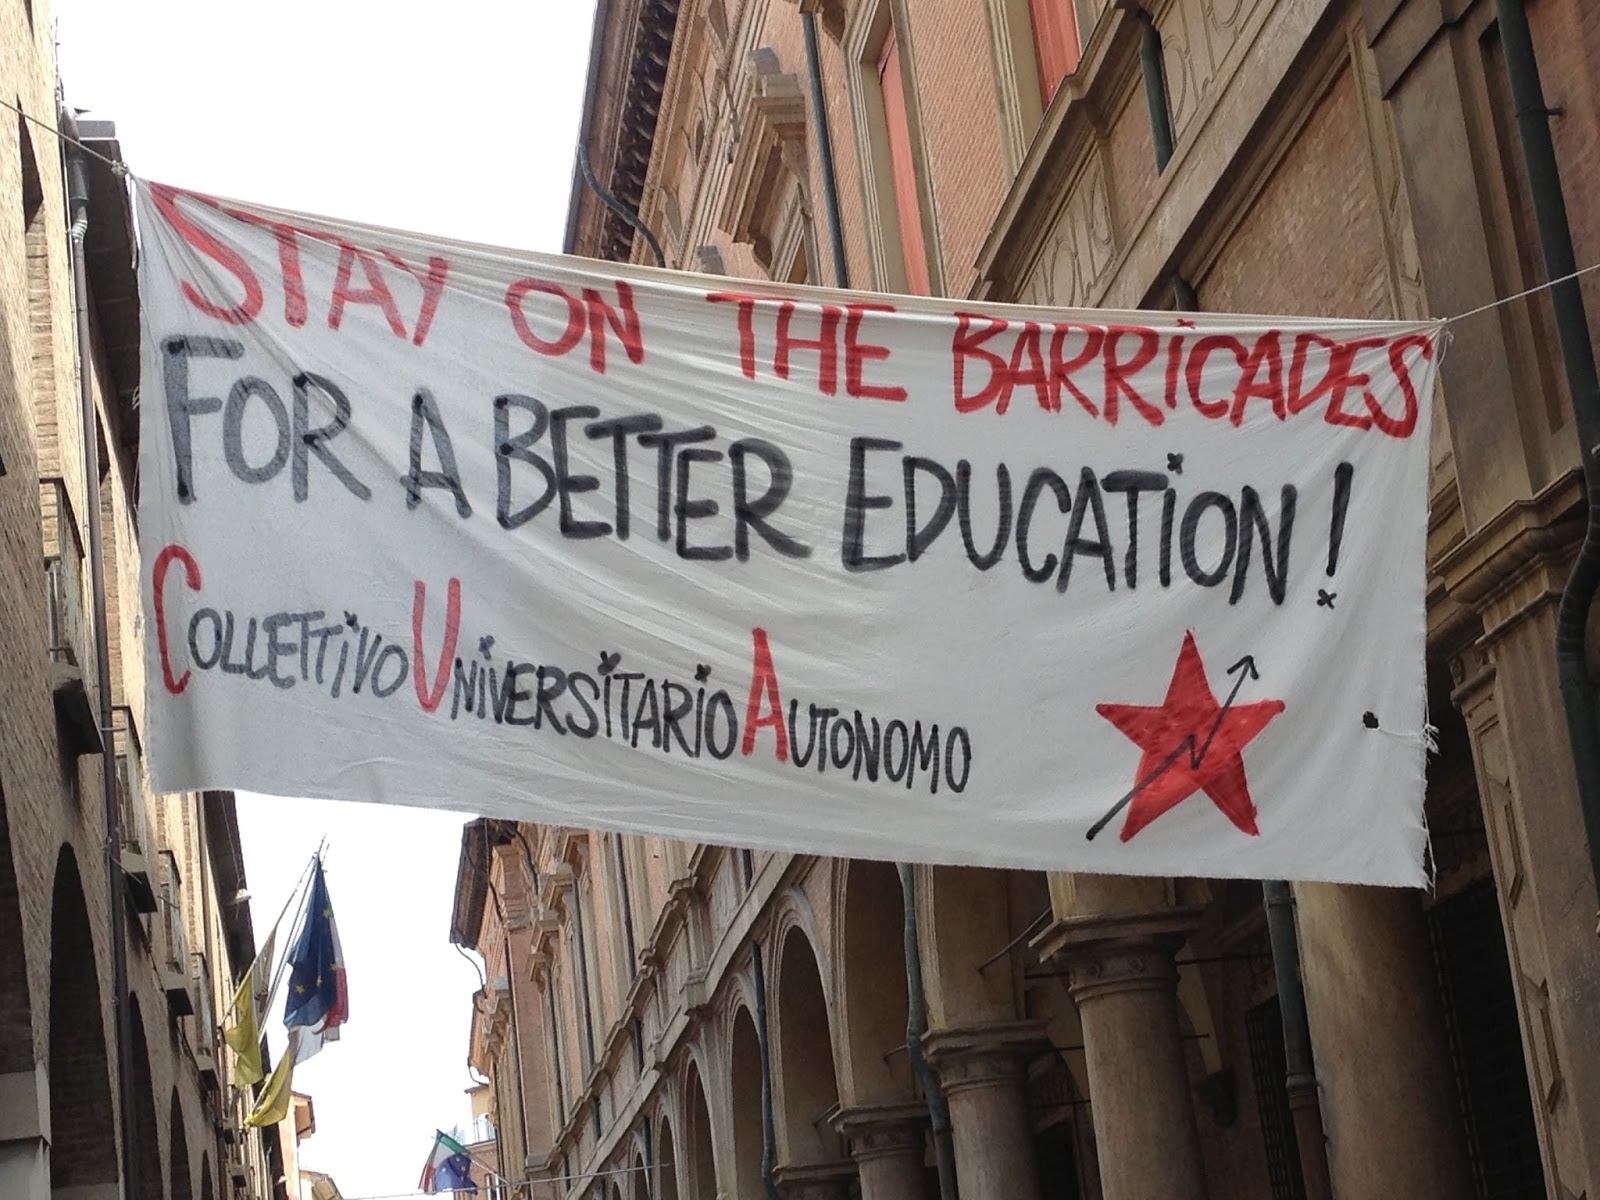 STAY ON THE BARRICADES
FOR A BETTER EDUCATION!
COLLETTIVO UNIVERSITARIO AUTONOMO